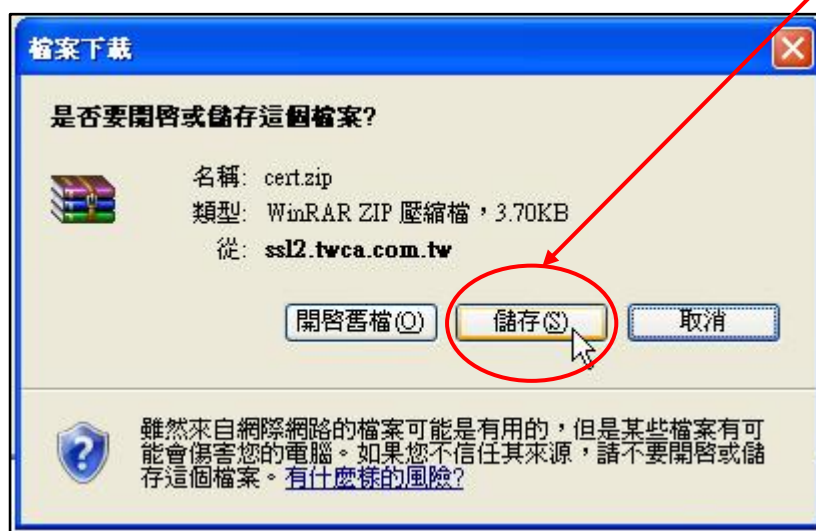 檔案下載
是否要開啟或儲存這個檔案?
名稱: cert.zip
類型: WinRAR ZIP 壓縮檔，3.70KB
從: ssl2.twca.com.tw
開啟舊檔(O) 儲存(S) 取消
雖然來自網際網路的檔案可能是有用的，但是某些檔案有可
能會傷害您的電腦。如果您不信任其來源，請不要開啟或儲
存這個檔案。有什麼樣的風險?